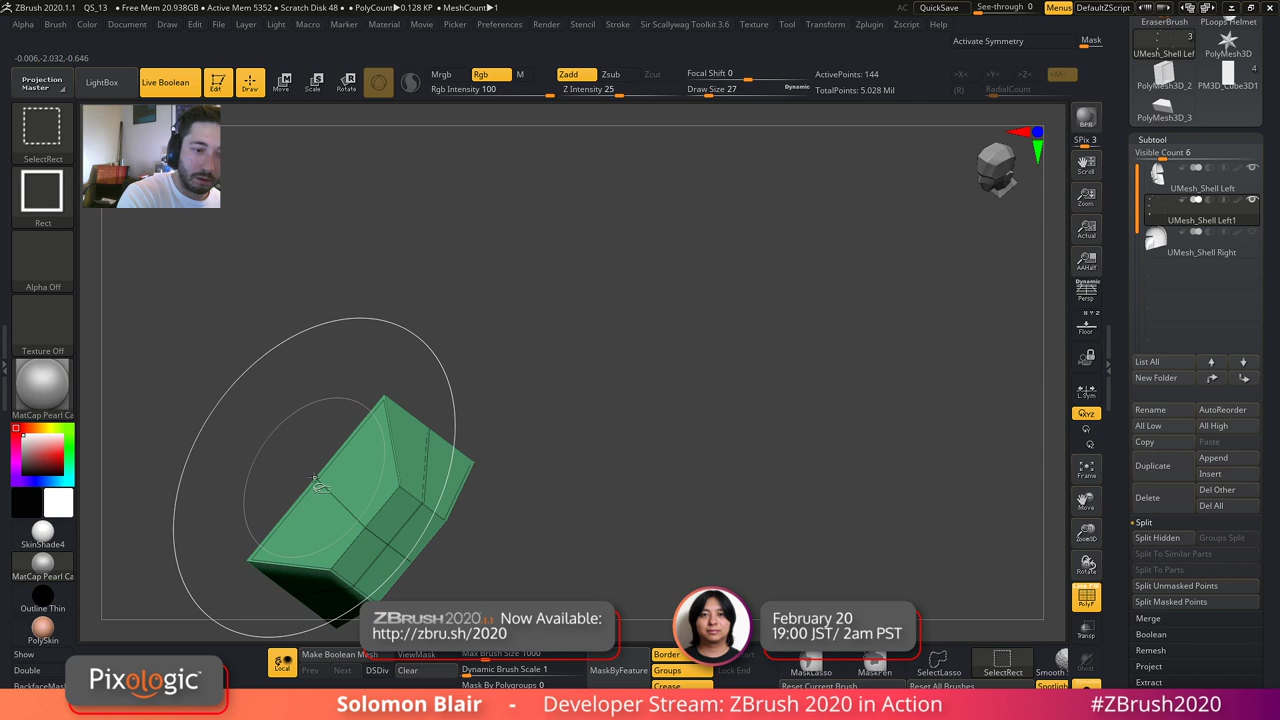 ZBrush 2020.1.1 QS_13 • Free Mem 20.938GB • Active Mem 5352 • Scratch Disk 48 • PolyCount▶0.128 KP • MeshCount▶1 AC QuickSave See-through 0 Menus DefaultZScript
Alpha Brush Color Document Draw Edit File Layer Light Macro Marker Material Movie Picker Preferences Render Sir Scallywag Toolkit 3.6 Stencil Stroke Texture Tool Transform Zplugin Zscript Help
-0.006,-2.032,-0.646
Activate Symmetry Mask
Projection Master
LightBox
Live Boolean
Edit
Draw
Move
Scale
Rotate
Mrgb Rgb M
Rgb Intensity 100
Zadd Zsub Zcut
Z Intensity 25
Focal Shift 0
Draw Size 27 Dynamic
ActivePoints: 144
TotalPoints: 5.028 Mil
>X< >Y< >Z< >M<
(R) RadialCount
SelectRect
Rect
Alpha Off
Texture Off
MatCap Pearl Ca
SkinShade4
MatCap Pearl Ca
Outline Thin
PolySkin
Show
Double
BackfaceMask
BPR
SPix 3
Scroll
Zoom
Actual
AAHalf
Dynamic
Persp
Floor
L.Sym
XYZ
Frame
Move
Zoom3D
Rotate
PolyF
Transp
Ghost
EraserBrush PLoops Helmet
3
UMesh_Shell Lef PolyMesh3D
4
PolyMesh3D_2 PM3D_Cube3D1
PolyMesh3D_3
Subtool
Visible Count 6
UMesh_Shell Left
UMesh_Shell Left1
UMesh_Shell Right
List All
New Folder
Rename AutoReorder
All Low All High
Copy Paste
Duplicate Append
Insert
Delete Del Other
Del All
Split
Split Hidden Groups Split
Split To Similar Parts
Split To Parts
Split Unmasked Points
Split Masked Points
Merge
Boolean
Remesh
Project
Extract
Local
Make Boolean Mesh ViewMask Max Brush Size 1000
Prev Next DSDiv Clear Dynamic Brush Scale 1
Mask By Polygroups 0
MaskByFeature
Border
Groups
Crease
MaskLasso MaskPen SelectLasso SelectRect Smooth
Reset Current Brush Reset All Brushes Spotligh
ZBRUSH 2020.1.1 Now Available:
http://zbru.sh/2020
February 20
19:00 JST/ 2am PST
Pixologic
Solomon Blair - Developer Stream: ZBrush 2020 in Action #ZBrush2020